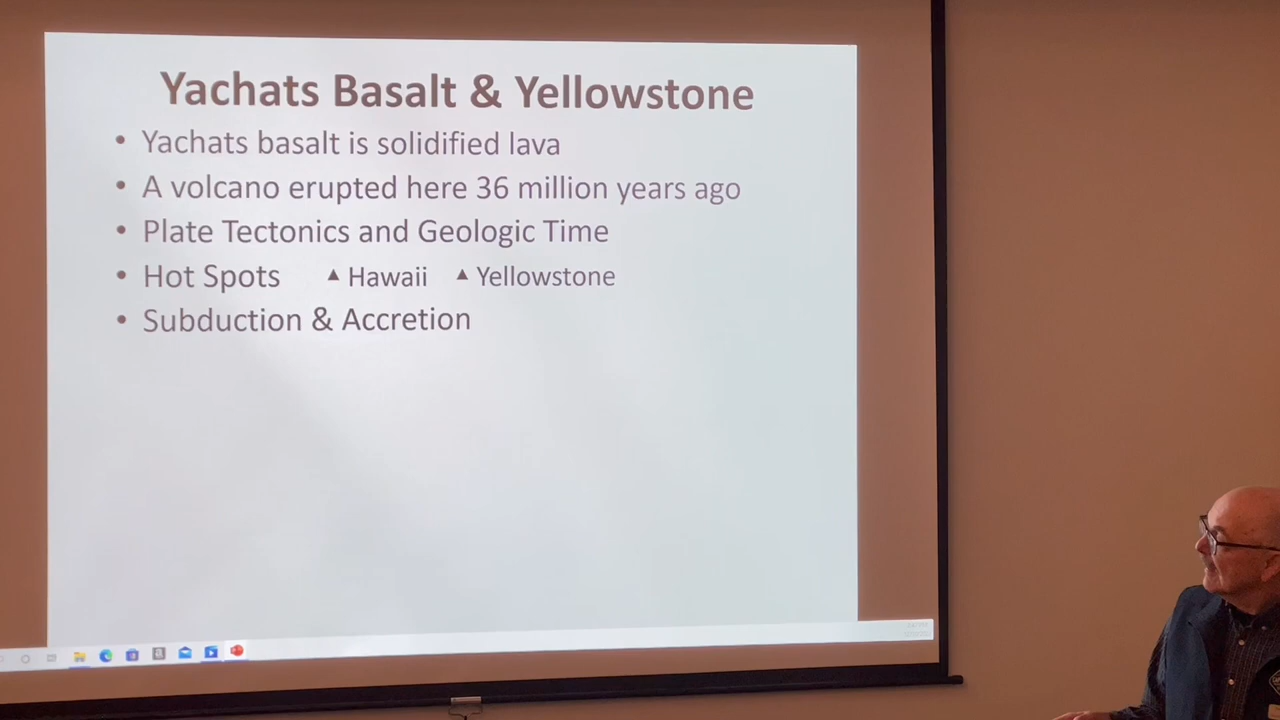 Yachats Basalt & Yellowstone
• Yachats basalt is solidified lava
• A volcano erupted here 36 million years ago
• Plate Tectonics and Geologic Time
• Hot Spots ▲ Hawaii ▲ Yellowstone
• Subduction & Accretion